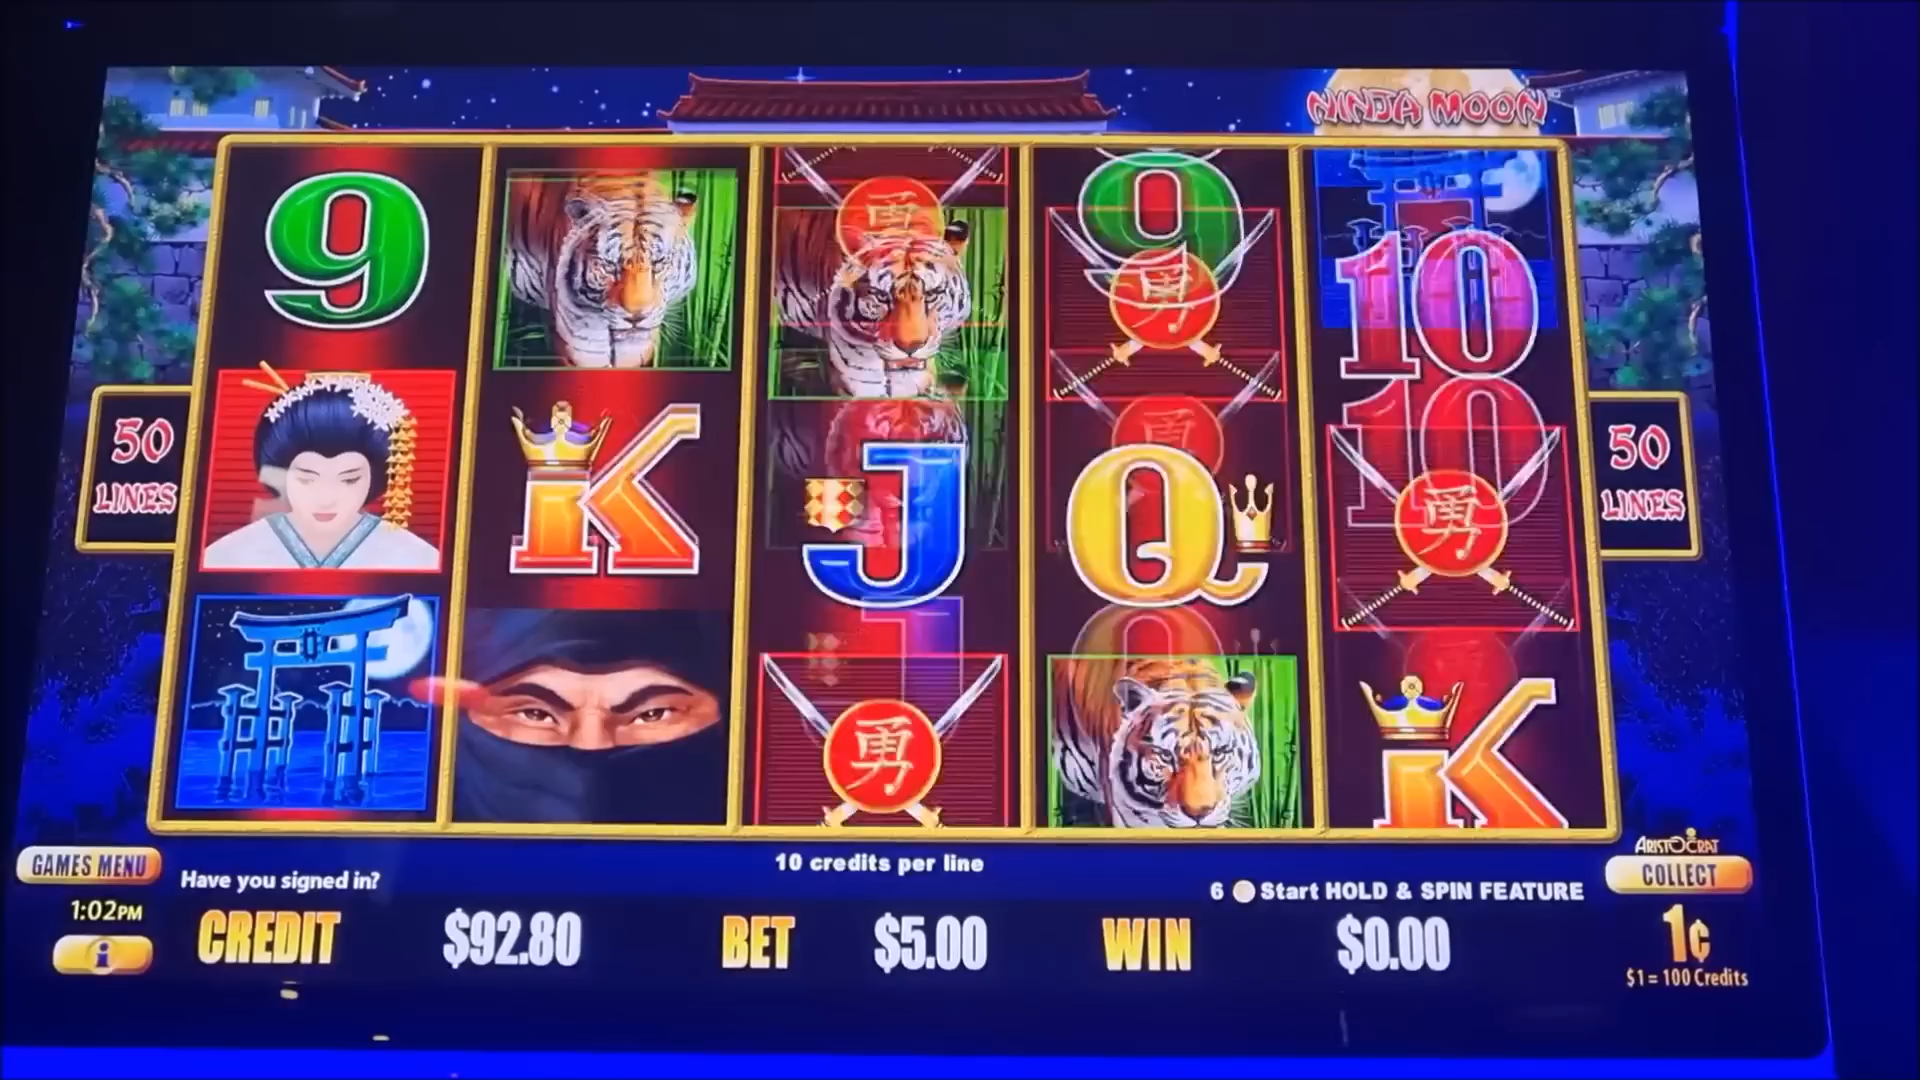 NINJA MOON
9
勇
9
勇
10
50
LINES
K
J
Q
10
勇
50
LINES
勇
K
GAMES MENU
Have you signed in?
10 credits per line
6 Start HOLD & SPIN FEATURE
ARISTOCRAT
COLLECT
1:02PM
i
CREDIT $92.80 BET $5.00 WIN $0.00
1¢
$1 = 100 Credits